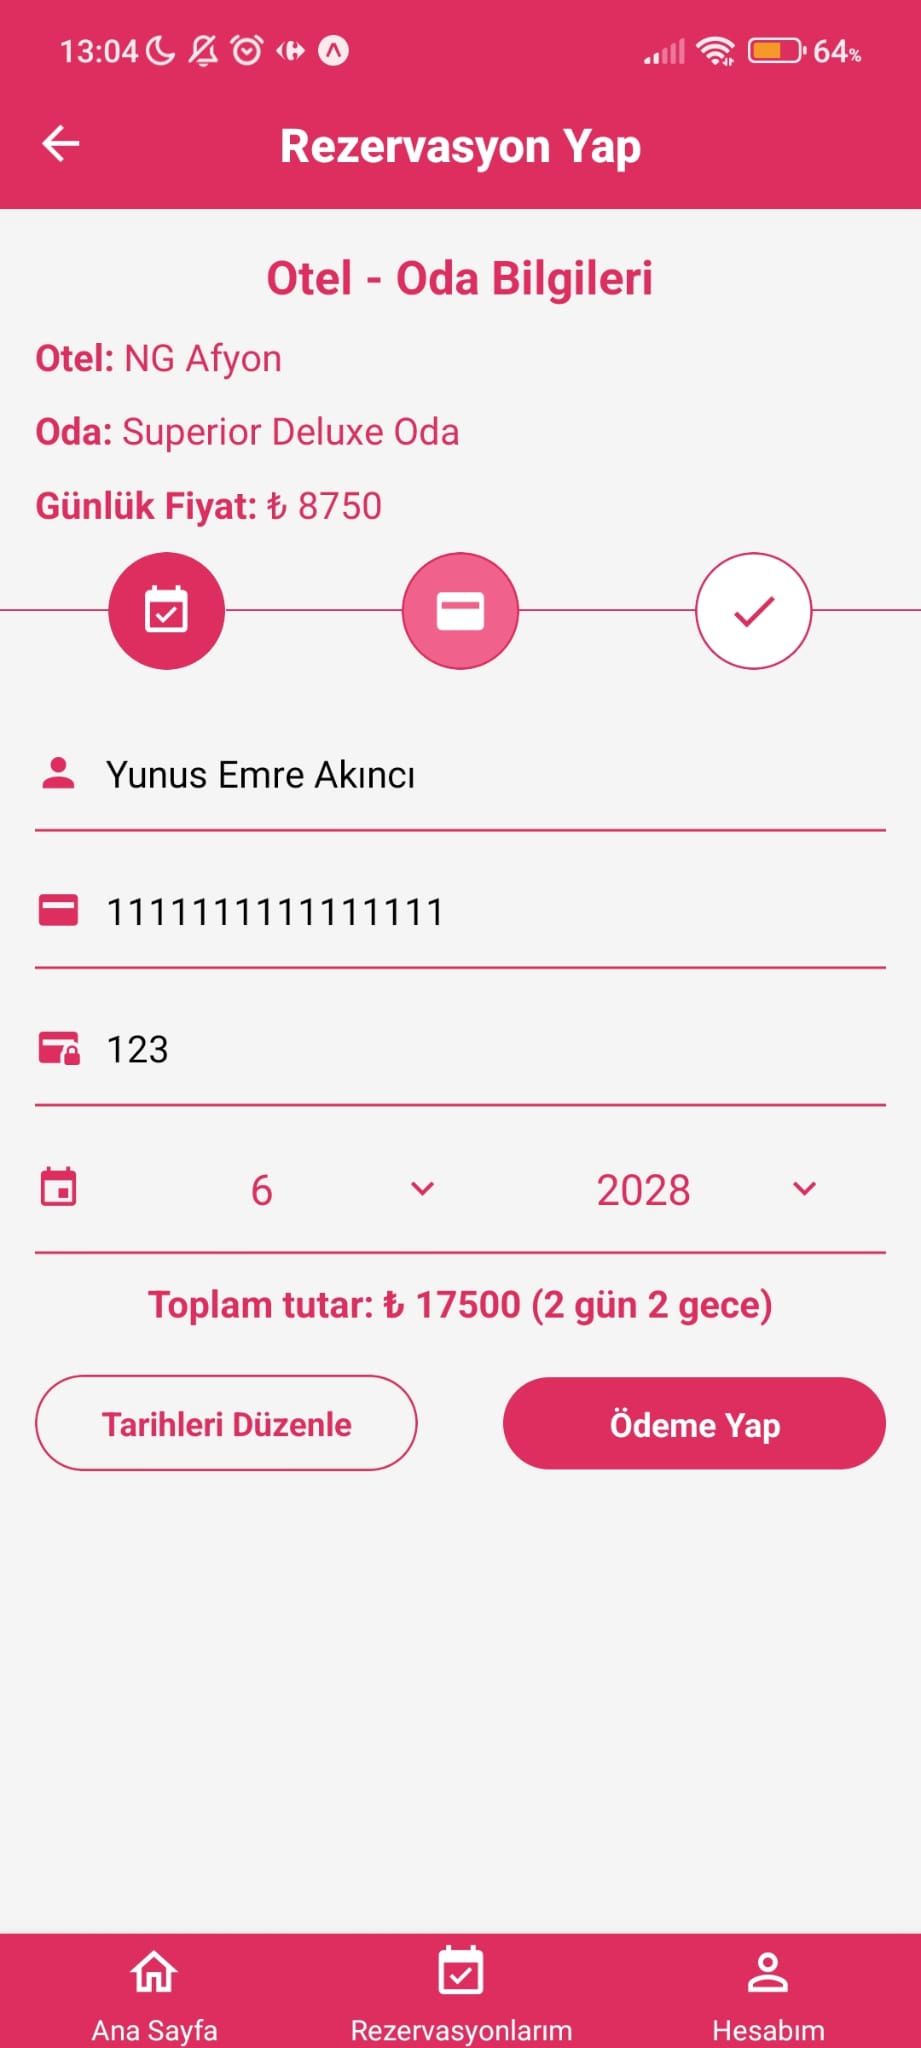 13:04
64%
Rezervasyon Yap
Otel - Oda Bilgileri
Otel: NG Afyon
Oda: Superior Deluxe Oda
Günlük Fiyat: ₺ 8750
Yunus Emre Akıncı
1111111111111111
123
6 2028
Toplam tutar: ₺ 17500 (2 gün 2 gece)
Tarihleri Düzenle Ödeme Yap
Ana Sayfa Rezervasyonlarım Hesabım